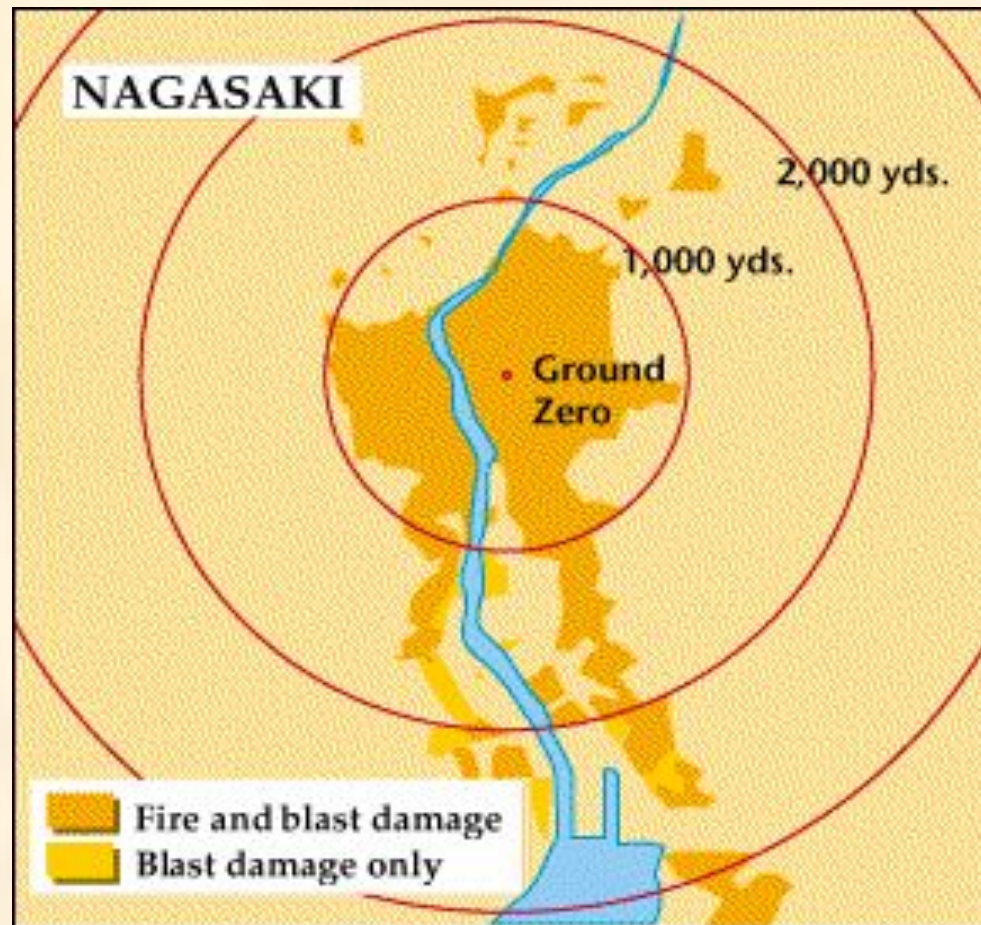 NAGASAKI
2,000 yds.
1,000 yds.
Ground
Zero
Fire and blast damage
Blast damage only